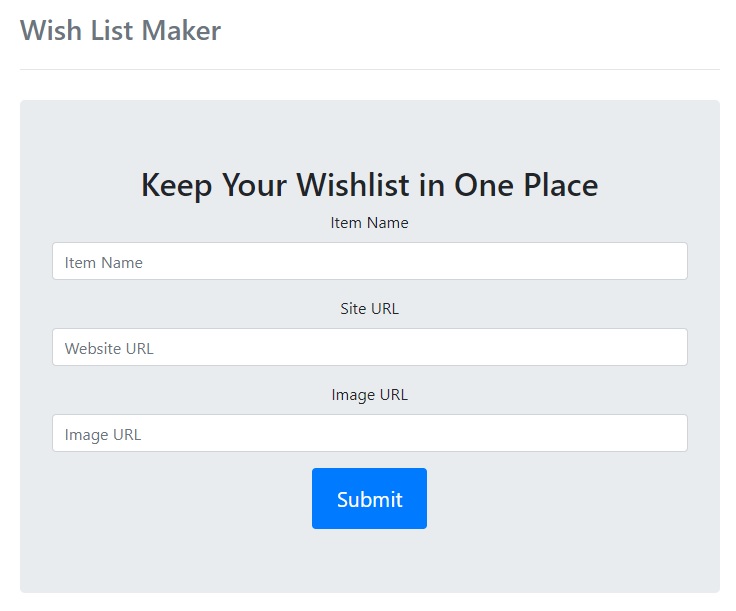 Wish List Maker
Keep Your Wishlist in One Place
Item Name
Item Name
Site URL
Website URL
Image URL
Image URL
Submit